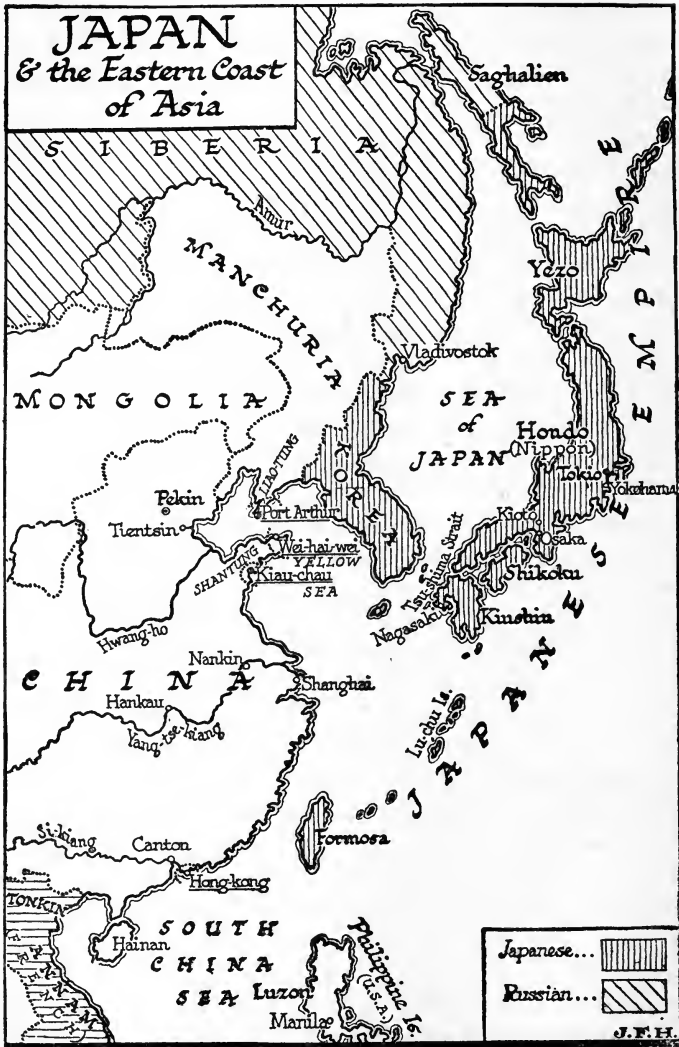 JAPAN
& the Eastern Coast
of Asia
SIBERIA
Saghalien
Amur
MANCHURIA
Yezo
Vladivostok
MONGOLIA
SEA
of
JAPAN
Hondo
(Nippon)
Tokio
Yokohama
KOREA
LIAO-TUNG
Pekin
Port Arthur
Tientsin
Kioto
Osaka
Wei-hai-wei
YELLOW
SEA
SHANTUNG
Kiau-chau
Tsu-shima Strait
Shikoku
Nagasaki
Kiushin
Hwang-ho
JAPANESE EMPIRE
Nankin
CHINA
Shanghai
Hankau
Yang-tse-kiang
Lu-chu Is.
Formosa
Si-kiang
Canton
Hong-kong
TONKIN
ANNAM
FRENCH
Hainan
SOUTH
CHINA
SEA
Luzon
Philippine Is.
(U.S.A.)
Manila
Japanese...
Russian...
J.F.H.